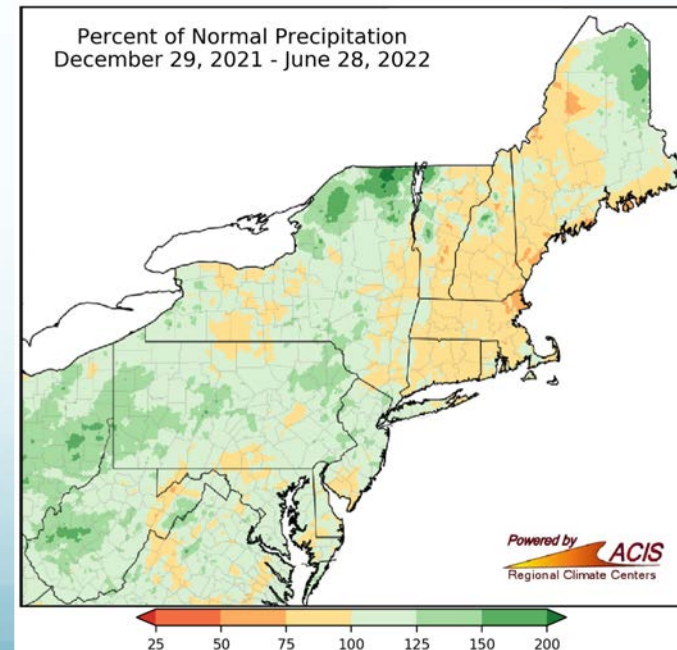 Percent of Normal Precipitation
December 29, 2021 - June 28, 2022
Powered by
ACIS
Regional Climate Centers
25 50 75 100 125 150 200